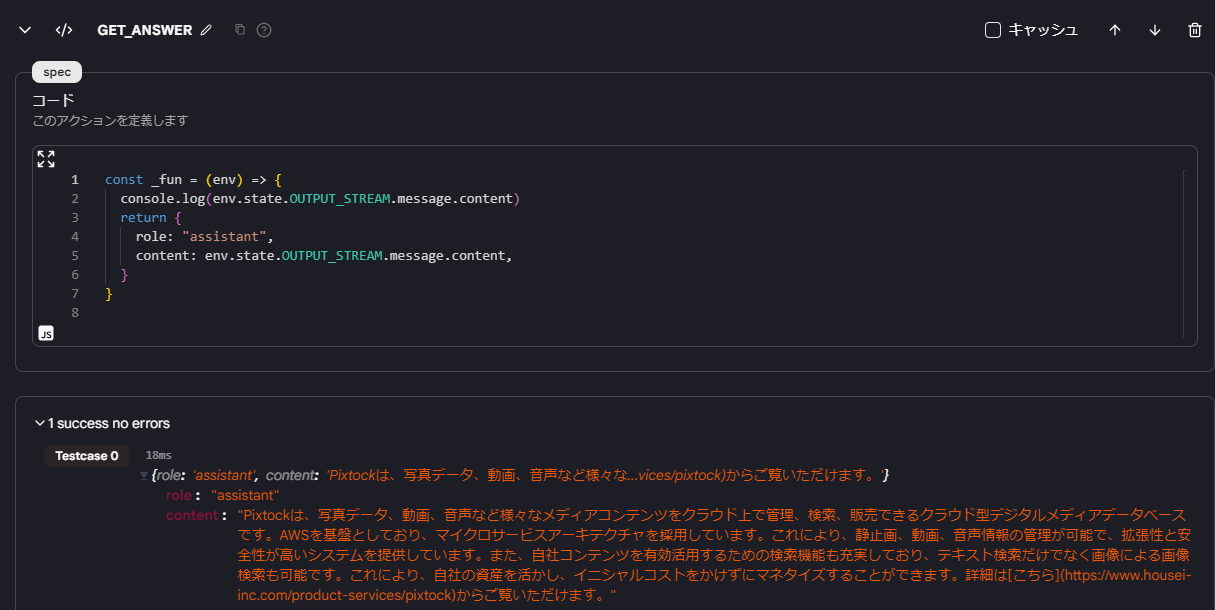 GET_ANSWER
キャッシュ
spec
コード
このアクションを定義します
1 const _fun = (env) => {
2 console.log(env.state.OUTPUT_STREAM.message.content)
3 return {
4 role: "assistant",
5 content: env.state.OUTPUT_STREAM.message.content,
6 }
7 }
8
JS
1 success no errors
Testcase 0 18ms
{role: 'assistant', content: 'Pixtockは、写真データ、動画、音声など様々な…vices/pixtock)からご覧いただけます。'}
role : "assistant"
content : "Pixtockは、写真データ、動画、音声など様々なメディアコンテンツをクラウド上で管理、検索、販売できるクラウド型デジタルメディアデータベース
です。AWSを基盤としており、マイクロサービスアーキテクチャを採用しています。これにより、静止画、動画、音声情報の管理が可能で、拡張性と安
全性が高いシステムを提供しています。また、自社コンテンツを有効活用するための検索機能も充実しており、テキスト検索だけでなく画像による画像
検索も可能です。これにより、自社の資産を活かし、イニシャルコストをかけずにマネタイズすることができます。詳細は[こちら](https://www.housei-
inc.com/product-services/pixtock)からご覧いただけます。"